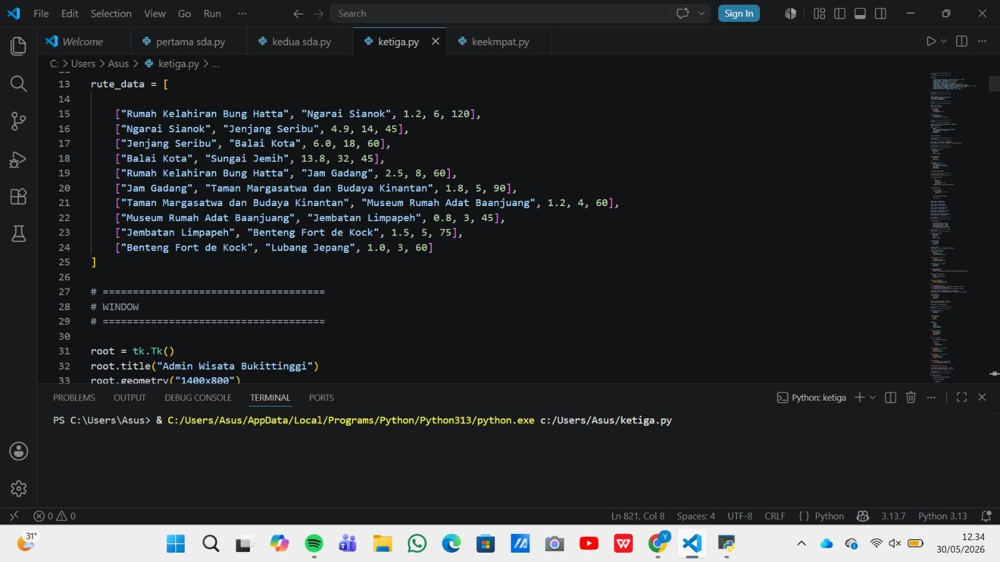 File Edit Selection View Go Run ··· Search Sign In
Welcome pertama sda.py kedua sda.py ketiga.py keekmpat.py
C: > Users > Asus > ketiga.py > ...
13 rute_data = [
14
15 ["Rumah Kelahiran Bung Hatta", "Ngarai Sianok", 1.2, 6, 120],
16 ["Ngarai Sianok", "Jenjang Seribu", 4.9, 14, 45],
17 ["Jenjang Seribu", "Balai Kota", 6.0, 18, 60],
18 ["Balai Kota", "Sungai Jemih", 13.8, 32, 45],
19 ["Rumah Kelahiran Bung Hatta", "Jam Gadang", 2.5, 8, 60],
20 ["Jam Gadang", "Taman Margasatwa dan Budaya Kinantan", 1.8, 5, 90],
21 ["Taman Margasatwa dan Budaya Kinantan", "Museum Rumah Adat Baanjuang", 1.2, 4, 60],
22 ["Museum Rumah Adat Baanjuang", "Jembatan Limpapeh", 0.8, 3, 45],
23 ["Jembatan Limpapeh", "Benteng Fort de Kock", 1.5, 5, 75],
24 ["Benteng Fort de Kock", "Lubang Jepang", 1.0, 3, 60]
25 ]
26
27 # =====================================
28 # WINDOW
29 # =====================================
30
31 root = tk.Tk()
32 root.title("Admin Wisata Bukittinggi")
33 root.geometry("1400x800")
PROBLEMS OUTPUT DEBUG CONSOLE TERMINAL PORTS Python: ketiga
PS C:\Users\Asus> & C:/Users/Asus/AppData/Local/Programs/Python/Python313/python.exe c:/Users/Asus/ketiga.py
0 0 Ln 821, Col 8 Spaces: 4 UTF-8 CRLF { } Python 3.13.7 Python 3.13
31° 12.34
30/05/2026